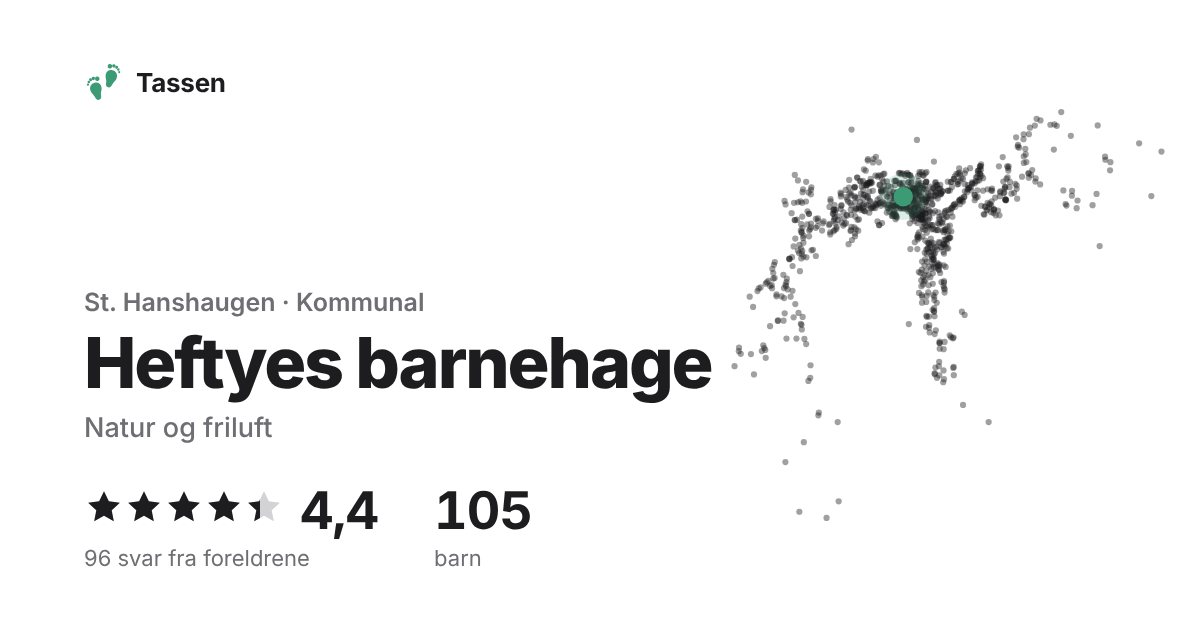 Tassen
St. Hanshaugen · Kommunal
Heftyes barnehage
Natur og friluft
4,4
96 svar fra foreldrene
105
barn